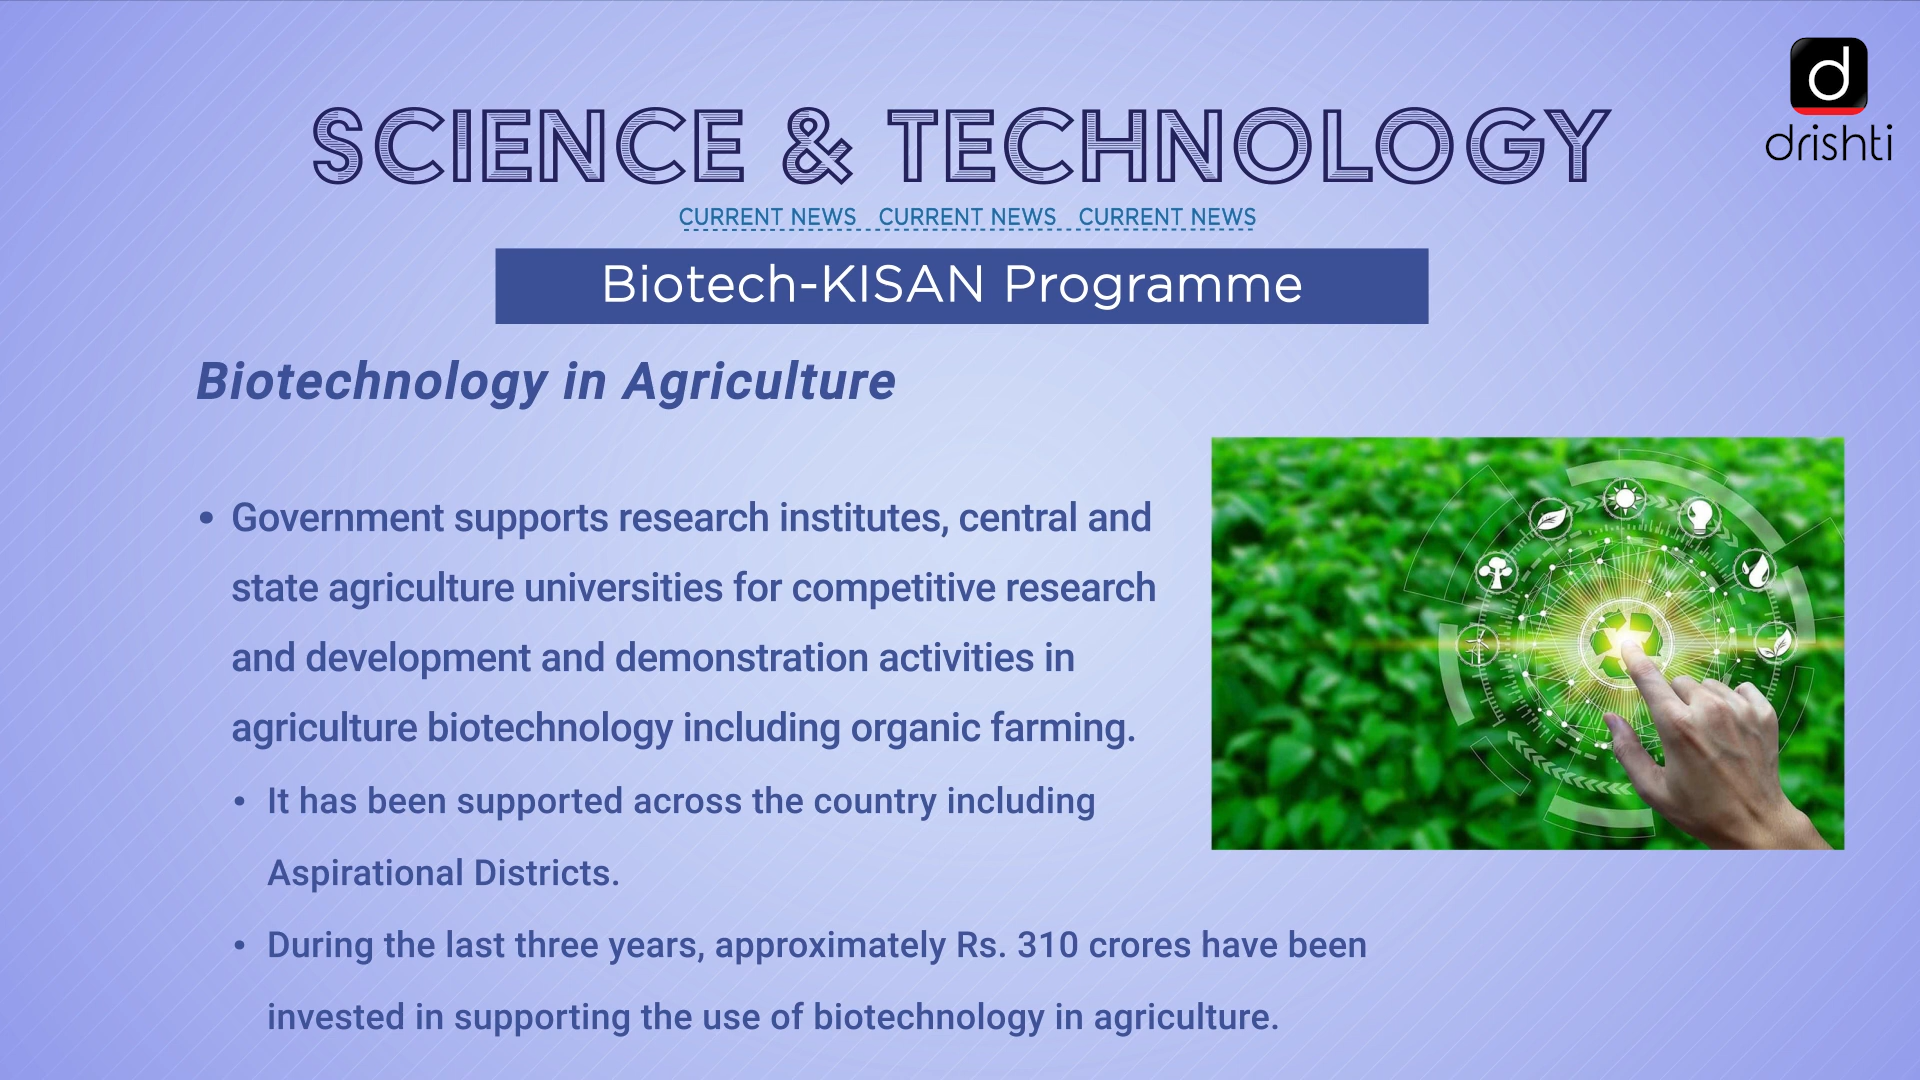 d
drishti
SCIENCE & TECHNOLOGY
CURRENT NEWS CURRENT NEWS CURRENT NEWS
Biotech-KISAN Programme
Biotechnology in Agriculture
• Government supports research institutes, central and
state agriculture universities for competitive research
and development and demonstration activities in
agriculture biotechnology including organic farming.
• It has been supported across the country including
Aspirational Districts.
• During the last three years, approximately Rs. 310 crores have been
invested in supporting the use of biotechnology in agriculture.